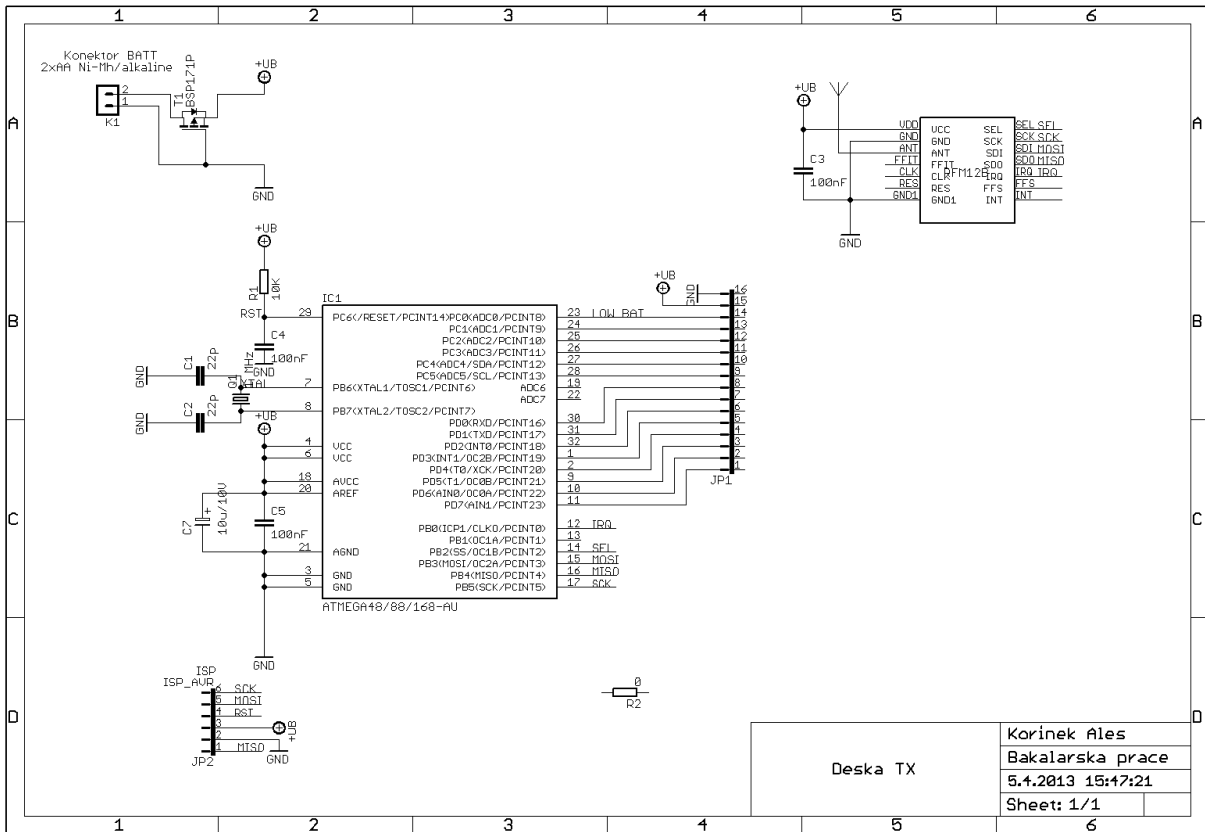 1 2 3 4 5 6
A
B
C
D
Konektor BATT
2xAA Ni-Mh/alkaline
2
1
K1
T1
BSP171P
+UB
GND
+UB
C3
100nF
GND
VDD VCC SEL SEL SEL
GND GND SCK SCK SCK
ANT ANT SDI SDI MOSI
FFIT FFIT SDO SDO MISO
CLK CLK IRQ IRQ IRQ
RES RES FFS FFS
GND1 GND1 INT INT
RFM12B
+UB
R1
10K
RST
C4
100nF
GND
GND
C1
22p
Q1
MHz
XTAL
GND
C2
22p
+UB
C7
10u/10V
+
C5
100nF
GND
IC1
29 PC6(/RESET/PCINT14)
7 PB6(XTAL1/TOSC1/PCINT6)
8 PB7(XTAL2/TOSC2/PCINT7)
4 VCC
6 VCC
18 AVCC
20 AREF
21 AGND
3 GND
5 GND
PC0(ADC0/PCINT8) 23 LOW_BAT
PC1(ADC1/PCINT9) 24
PC2(ADC2/PCINT10) 25
PC3(ADC3/PCINT11) 26
PC4(ADC4/SDA/PCINT12) 27
PC5(ADC5/SCL/PCINT13) 28
ADC6 19
ADC7 22
PD0(RXD/PCINT16) 30
PD1(TXD/PCINT17) 31
PD2(INT0/PCINT18) 32
PD3(INT1/OC2B/PCINT19) 1
PD4(T0/XCK/PCINT20) 2
PD5(T1/OC0B/PCINT21) 9
PD6(AIN0/OC0A/PCINT22) 10
PD7(AIN1/PCINT23) 11
PB0(ICP1/CLKO/PCINT0) 12 IRQ
PB1(OC1A/PCINT1) 13
PB2(SS/OC1B/PCINT2) 14 SEL
PB3(MOSI/OC2A/PCINT3) 15 MOSI
PB4(MISO/PCINT4) 16 MISO
PB5(SCK/PCINT5) 17 SCK
ATMEGA48/88/168-AU
+UB
GND
16
15
14
13
12
11
10
9
8
7
6
5
4
3
2
1
JP1
ISP
ISP_AVR
6 SCK
5 MOSI
4 RST
3
2
1 MISO
+UB
GND
JP2
0
R2
Deska TX
Korinek Ales
Bakalarska prace
5.4.2013 15:47:21
Sheet: 1/1
A
B
C
D
1 2 3 4 5 6